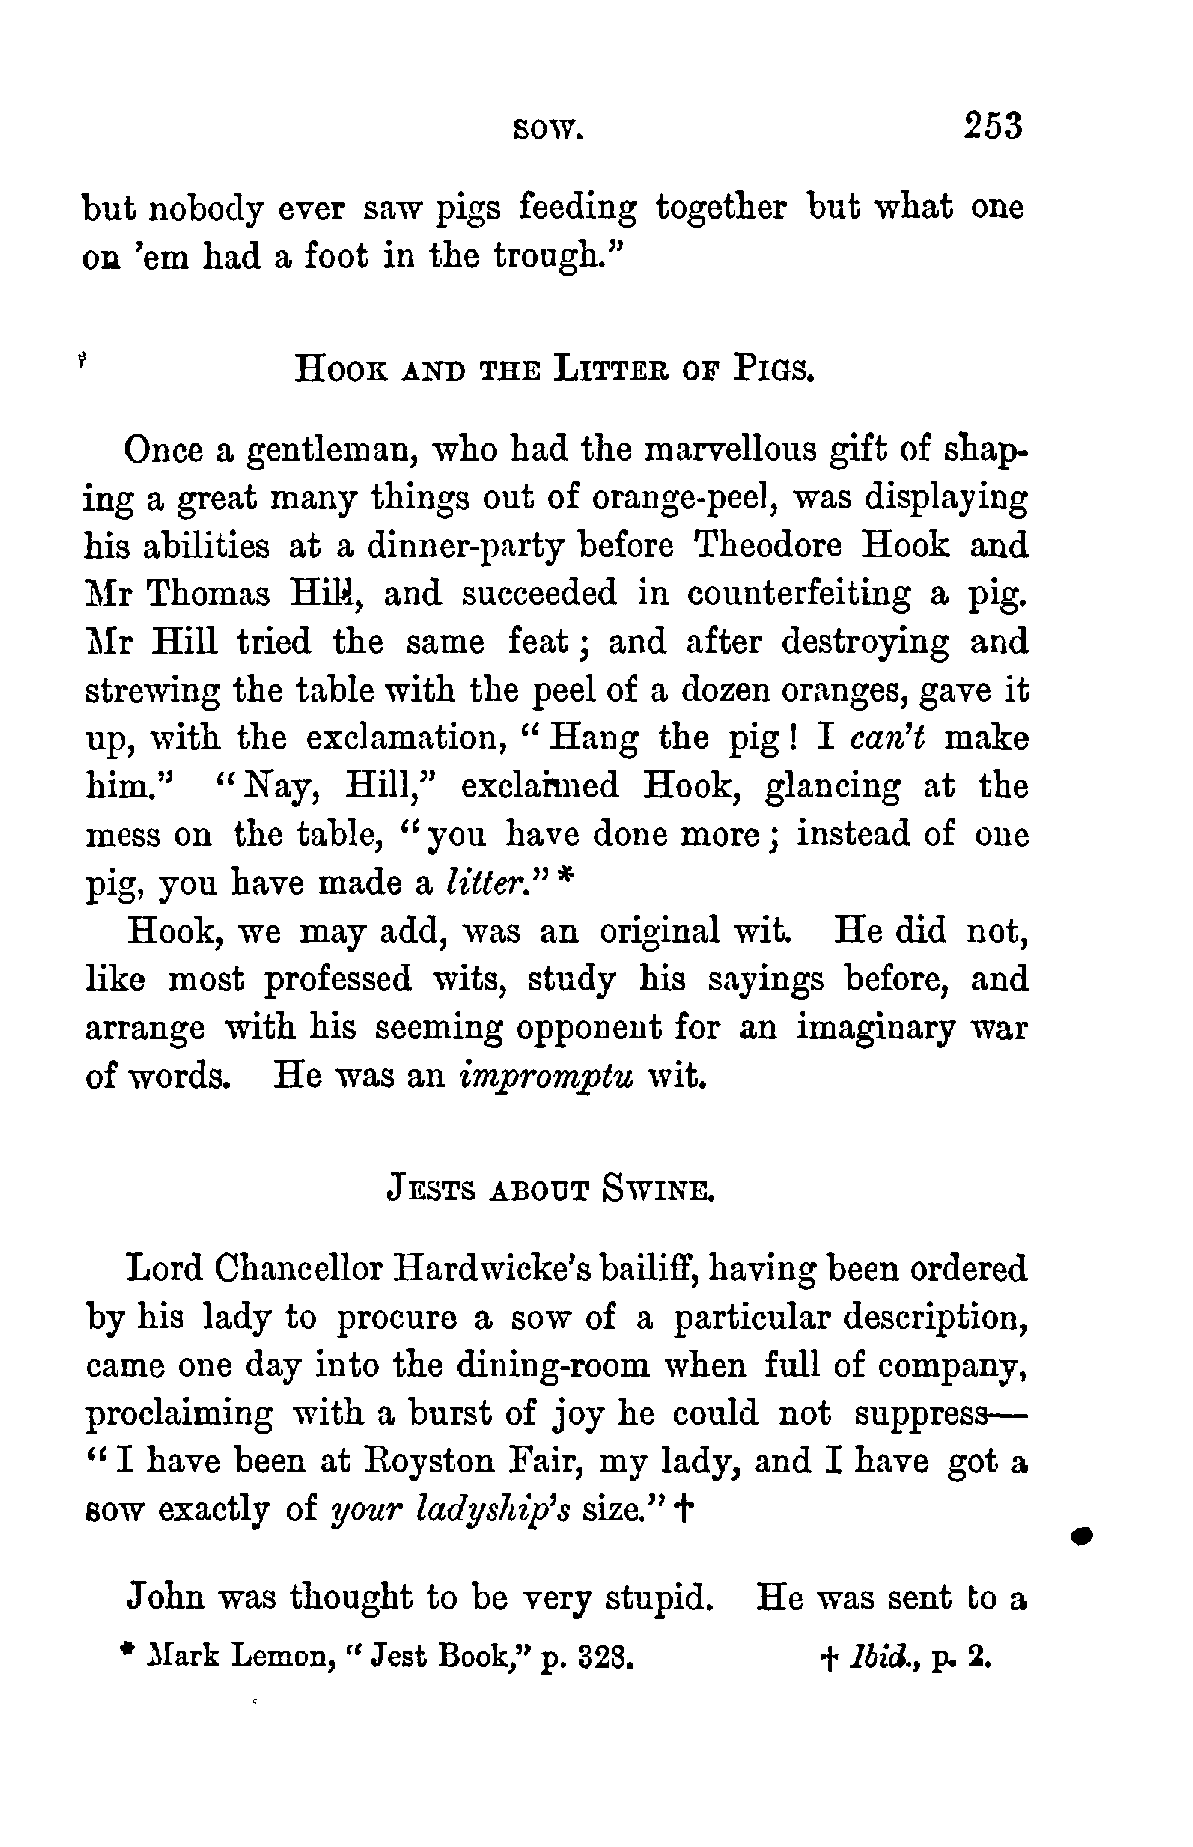 SOW. 253
but nobody ever saw pigs feeding together but what one
on 'em had a foot in the trough."
HOOK AND THE LITTER OF PIGS.
Once a gentleman, who had the marvellous gift of shap-
ing a great many things out of orange-peel, was displaying
his abilities at a dinner-party before Theodore Hook and
Mr Thomas Hill, and succeeded in counterfeiting a pig.
Mr Hill tried the same feat; and after destroying and
strewing the table with the peel of a dozen oranges, gave it
up, with the exclamation, "Hang the pig! I can't make
him." "Nay, Hill," exclaimed Hook, glancing at the
mess on the table, "you have done more; instead of one
pig, you have made a litter."*
Hook, we may add, was an original wit. He did not,
like most professed wits, study his sayings before, and
arrange with his seeming opponent for an imaginary war
of words. He was an impromptu wit.
JESTS ABOUT SWINE.
Lord Chancellor Hardwicke's bailiff, having been ordered
by his lady to procure a sow of a particular description,
came one day into the dining-room when full of company,
proclaiming with a burst of joy he could not suppress—
"I have been at Royston Fair, my lady, and I have got a
sow exactly of your ladyship's size."†
John was thought to be very stupid. He was sent to a
* Mark Lemon, "Jest Book," p. 328. † Ibid., p. 2.